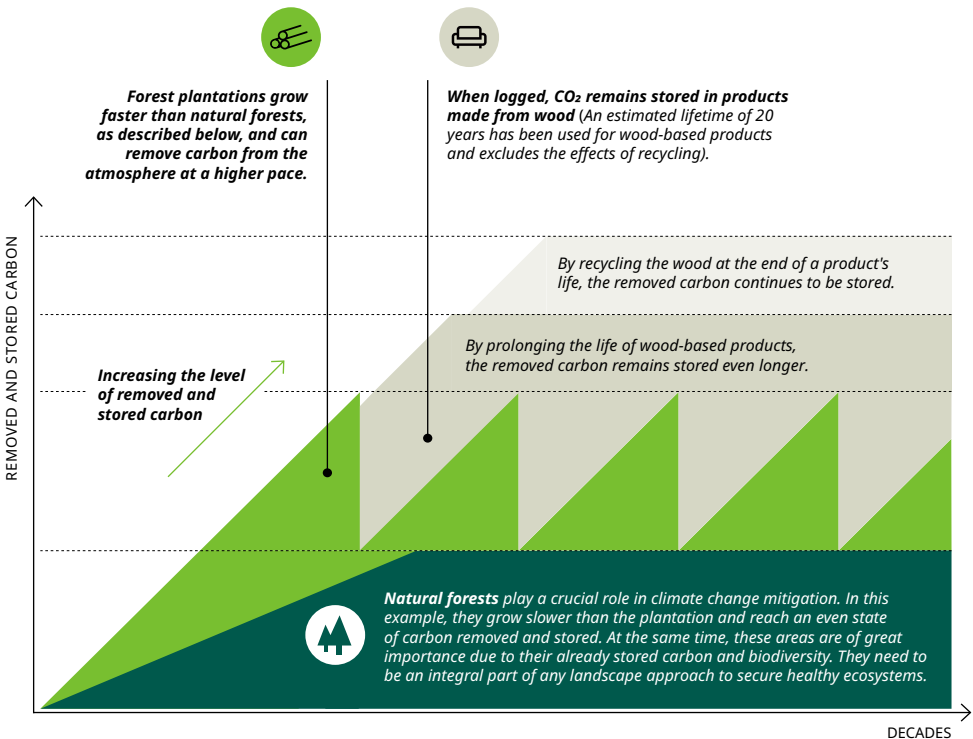 Forest plantations grow
faster than natural forests,
as described below, and can
remove carbon from the
atmosphere at a higher pace.
When logged, CO₂ remains stored in products
made from wood (An estimated lifetime of 20
years has been used for wood-based products
and excludes the effects of recycling).
REMOVED AND STORED CARBON
By recycling the wood at the end of a product's
life, the removed carbon continues to be stored.
By prolonging the life of wood-based products,
the removed carbon remains stored even longer.
Increasing the level
of removed and
stored carbon
Natural forests play a crucial role in climate change mitigation. In this
example, they grow slower than the plantation and reach an even state
of carbon removed and stored. At the same time, these areas are of great
importance due to their already stored carbon and biodiversity. They need to
be an integral part of any landscape approach to secure healthy ecosystems.
DECADES